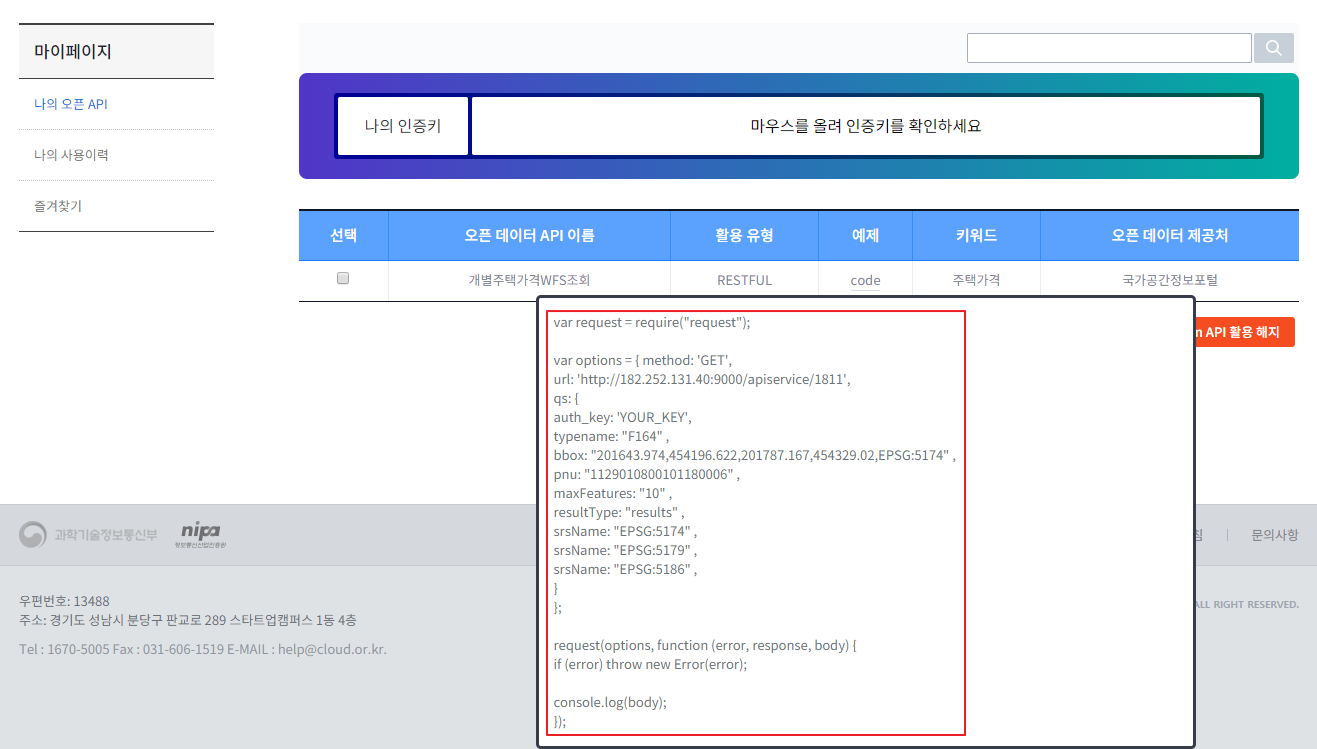 마이페이지
나의 오픈 API
나의 사용이력
즐겨찾기
나의 인증키
마우스를 올려 인증키를 확인하세요
선택 오픈 데이터 API 이름 활용 유형 예제 키워드 오픈 데이터 제공처
개별주택가격WFS조회 RESTFUL code 주택가격 국가공간정보포털
n API 활용 해지
var request = require("request");
var options = { method: 'GET',
url: 'http://182.252.131.40:9000/apiservice/1811',
qs: {
auth_key: 'YOUR_KEY',
typename: "F164" ,
bbox: "201643.974,454196.622,201787.167,454329.02,EPSG:5174" ,
pnu: "1129010800101180006" ,
maxFeatures: "10" ,
resultType: "results" ,
srsName: "EPSG:5174" ,
srsName: "EPSG:5179" ,
srsName: "EPSG:5186" ,
}
};
request(options, function (error, response, body) {
if (error) throw new Error(error);
console.log(body);
});
과학기술정보통신부 nipa
정보통신산업진흥원
침 | 문의사항
우편번호: 13488
주소: 경기도 성남시 분당구 판교로 289 스타트업캠퍼스 1동 4층
Tel : 1670-5005 Fax : 031-606-1519 E-MAIL : help@cloud.or.kr.
ALL RIGHT RESERVED.